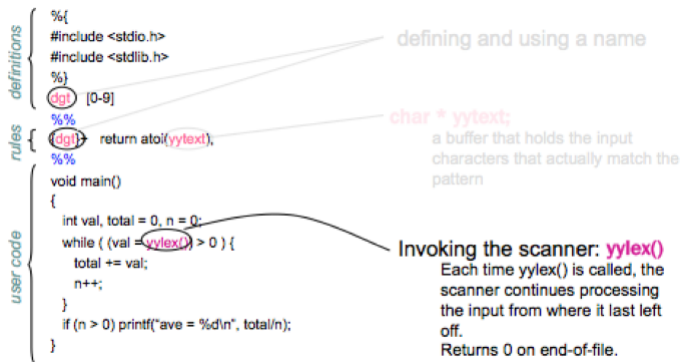 %{
#include <stdio.h>
#include <stdlib.h>
%}
dgt [0-9]
%%
{dgt}+ return atoi(yytext);
%%
void main()
{
int val, total = 0, n = 0;
while ( (val = yylex()) > 0 ) {
total += val;
n++;
}
if (n > 0) printf("ave = %d\n", total/n);
}
definitions
rules
user code
defining and using a name
char * yytext;
a buffer that holds the input
characters that actually match the
pattern
Invoking the scanner: yylex()
Each time yylex() is called, the
scanner continues processing
the input from where it last left
off.
Returns 0 on end-of-file.